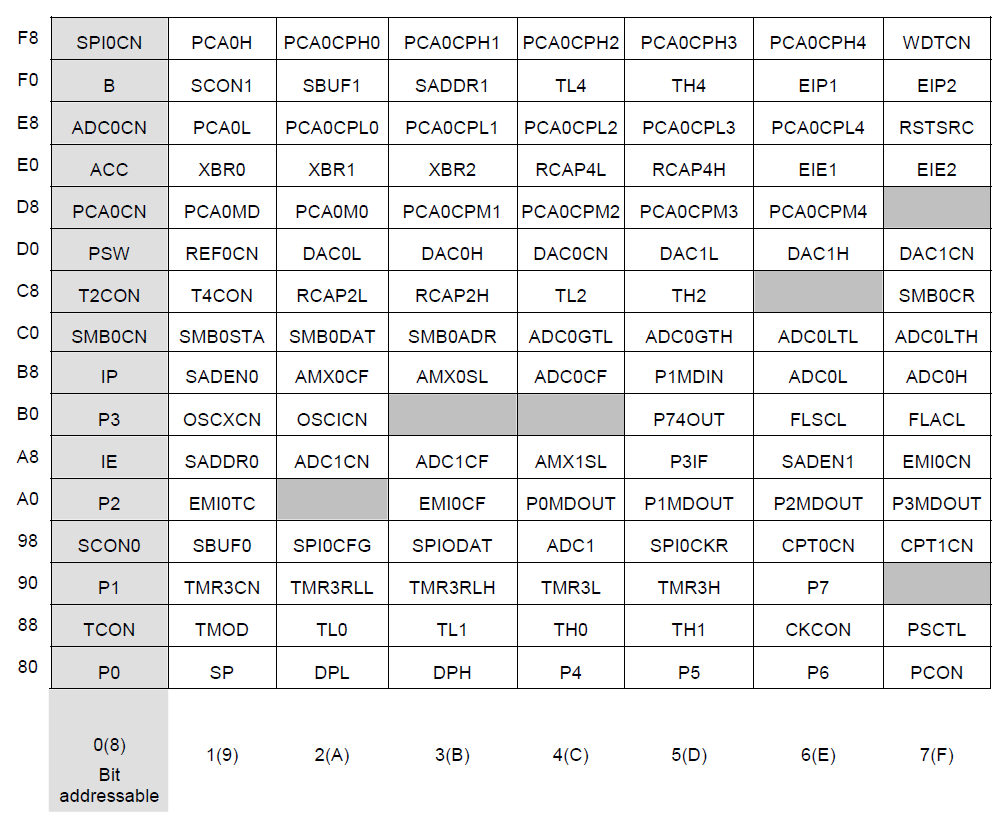 F8 SPI0CN PCA0H PCA0CPH0 PCA0CPH1 PCA0CPH2 PCA0CPH3 PCA0CPH4 WDTCN
F0 B SCON1 SBUF1 SADDR1 TL4 TH4 EIP1 EIP2
E8 ADC0CN PCA0L PCA0CPL0 PCA0CPL1 PCA0CPL2 PCA0CPL3 PCA0CPL4 RSTSRC
E0 ACC XBR0 XBR1 XBR2 RCAP4L RCAP4H EIE1 EIE2
D8 PCA0CN PCA0MD PCA0M0 PCA0CPM1 PCA0CPM2 PCA0CPM3 PCA0CPM4
D0 PSW REF0CN DAC0L DAC0H DAC0CN DAC1L DAC1H DAC1CN
C8 T2CON T4CON RCAP2L RCAP2H TL2 TH2 SMB0CR
C0 SMB0CN SMB0STA SMB0DAT SMB0ADR ADC0GTL ADC0GTH ADC0LTL ADC0LTH
B8 IP SADEN0 AMX0CF AMX0SL ADC0CF P1MDIN ADC0L ADC0H
B0 P3 OSCXCN OSCICN P74OUT FLSCL FLACL
A8 IE SADDR0 ADC1CN ADC1CF AMX1SL P3IF SADEN1 EMI0CN
A0 P2 EMI0TC EMI0CF P0MDOUT P1MDOUT P2MDOUT P3MDOUT
98 SCON0 SBUF0 SPI0CFG SPIODAT ADC1 SPI0CKR CPT0CN CPT1CN
90 P1 TMR3CN TMR3RLL TMR3RLH TMR3L TMR3H P7
88 TCON TMOD TL0 TL1 TH0 TH1 CKCON PSCTL
80 P0 SP DPL DPH P4 P5 P6 PCON
0(8) 1(9) 2(A) 3(B) 4(C) 5(D) 6(E) 7(F)
Bit
addressable